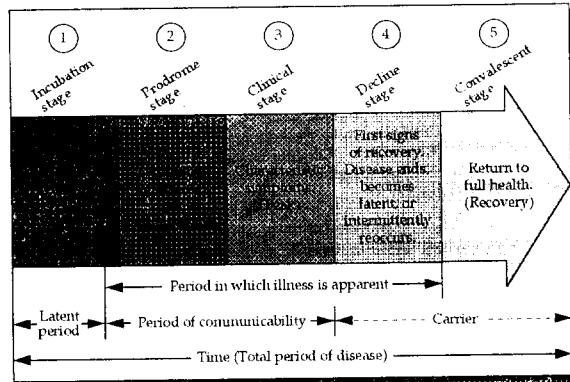 1
2
3
4
5
Incubation
stage
Prodrome
stage
Clinical
stage
Decline
stage
Convalescent
stage
First signs
of recovery.
Disease ends,
becomes
latent, or
intermittently
reoccurs.
Return to
full health.
(Recovery)
Period in which illness is apparent
Latent
period
Period of communicability
Carrier
Time (Total period of disease)